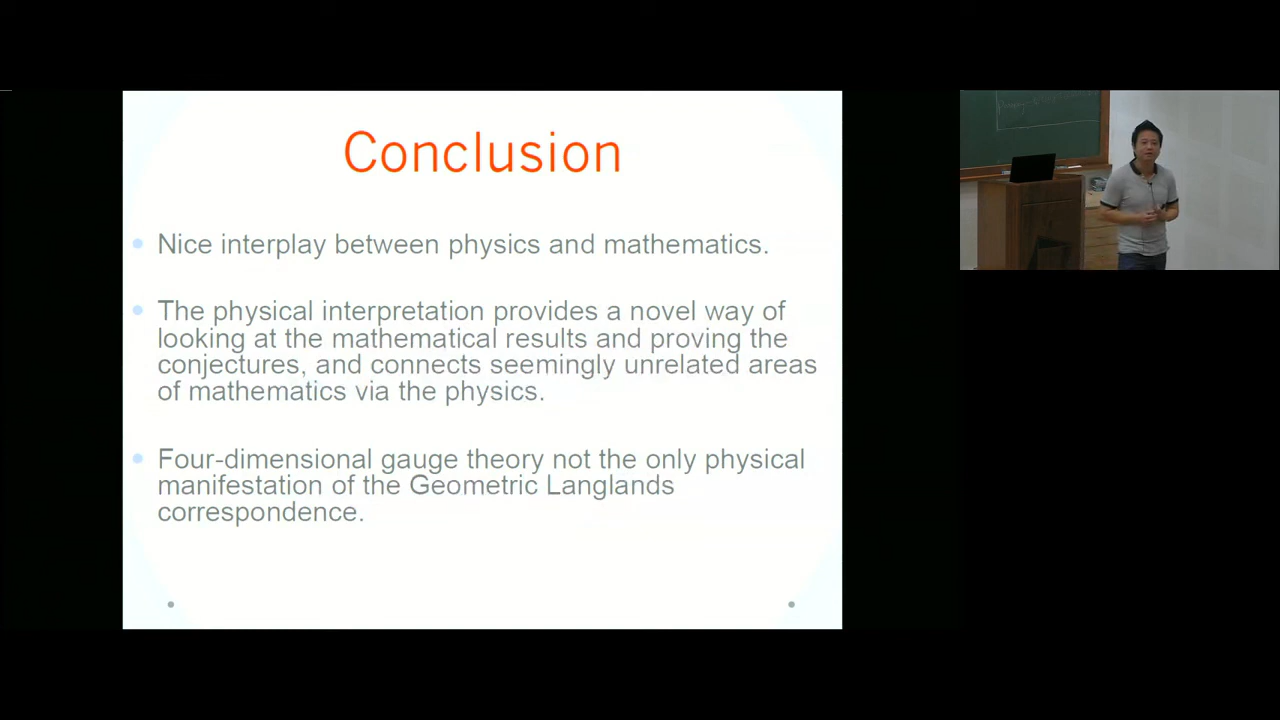 Conclusion
Nice interplay between physics and mathematics.
The physical interpretation provides a novel way of
looking at the mathematical results and proving the
conjectures, and connects seemingly unrelated areas
of mathematics via the physics.
Four-dimensional gauge theory not the only physical
manifestation of the Geometric Langlands
correspondence.